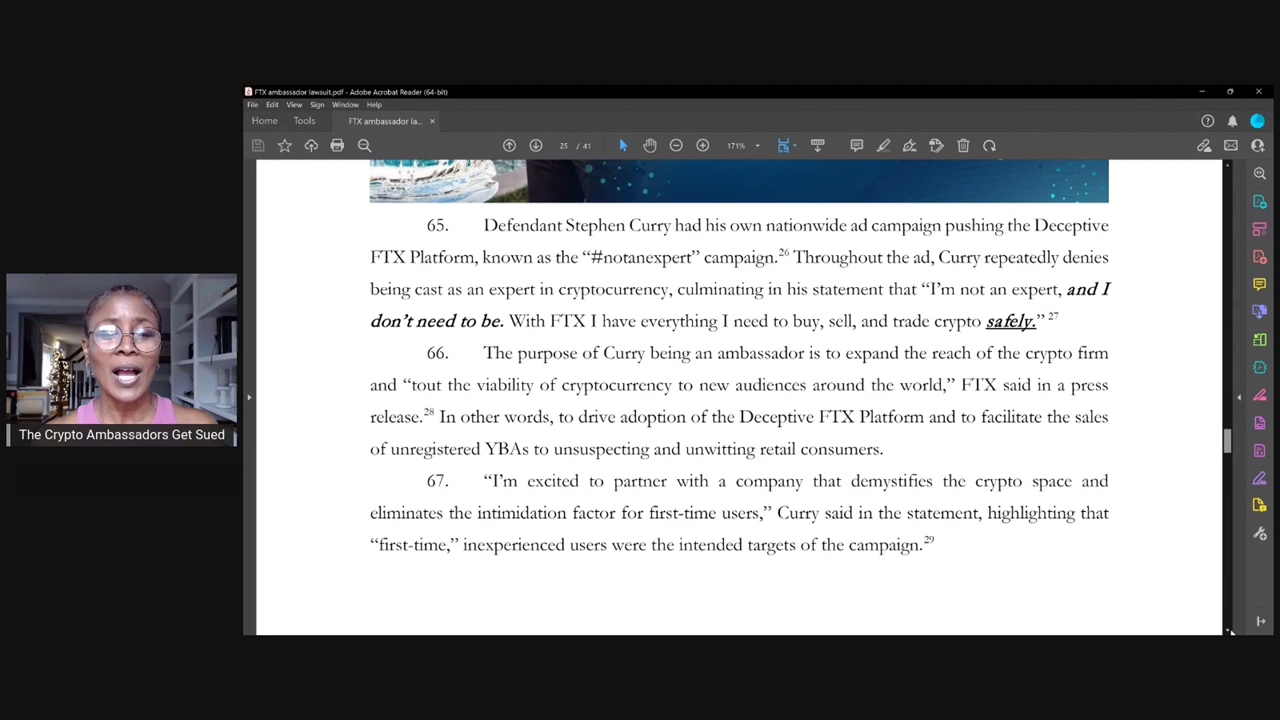 FTX ambassador lawsuit.pdf - Adobe Acrobat Reader (64-bit)
File Edit View Sign Window Help
Home Tools FTX ambassador la... ×
25 / 41 171%
65. Defendant Stephen Curry had his own nationwide ad campaign pushing the Deceptive
FTX Platform, known as the “#notanexpert” campaign.26 Throughout the ad, Curry repeatedly denies
being cast as an expert in cryptocurrency, culminating in his statement that “I’m not an expert, and I
don’t need to be. With FTX I have everything I need to buy, sell, and trade crypto safely.” 27
66. The purpose of Curry being an ambassador is to expand the reach of the crypto firm
and “tout the viability of cryptocurrency to new audiences around the world,” FTX said in a press
release.28 In other words, to drive adoption of the Deceptive FTX Platform and to facilitate the sales
of unregistered YBAs to unsuspecting and unwitting retail consumers.
67. “I’m excited to partner with a company that demystifies the crypto space and
eliminates the intimidation factor for first-time users,” Curry said in the statement, highlighting that
“first-time,” inexperienced users were the intended targets of the campaign.29
The Crypto Ambassadors Get Sued